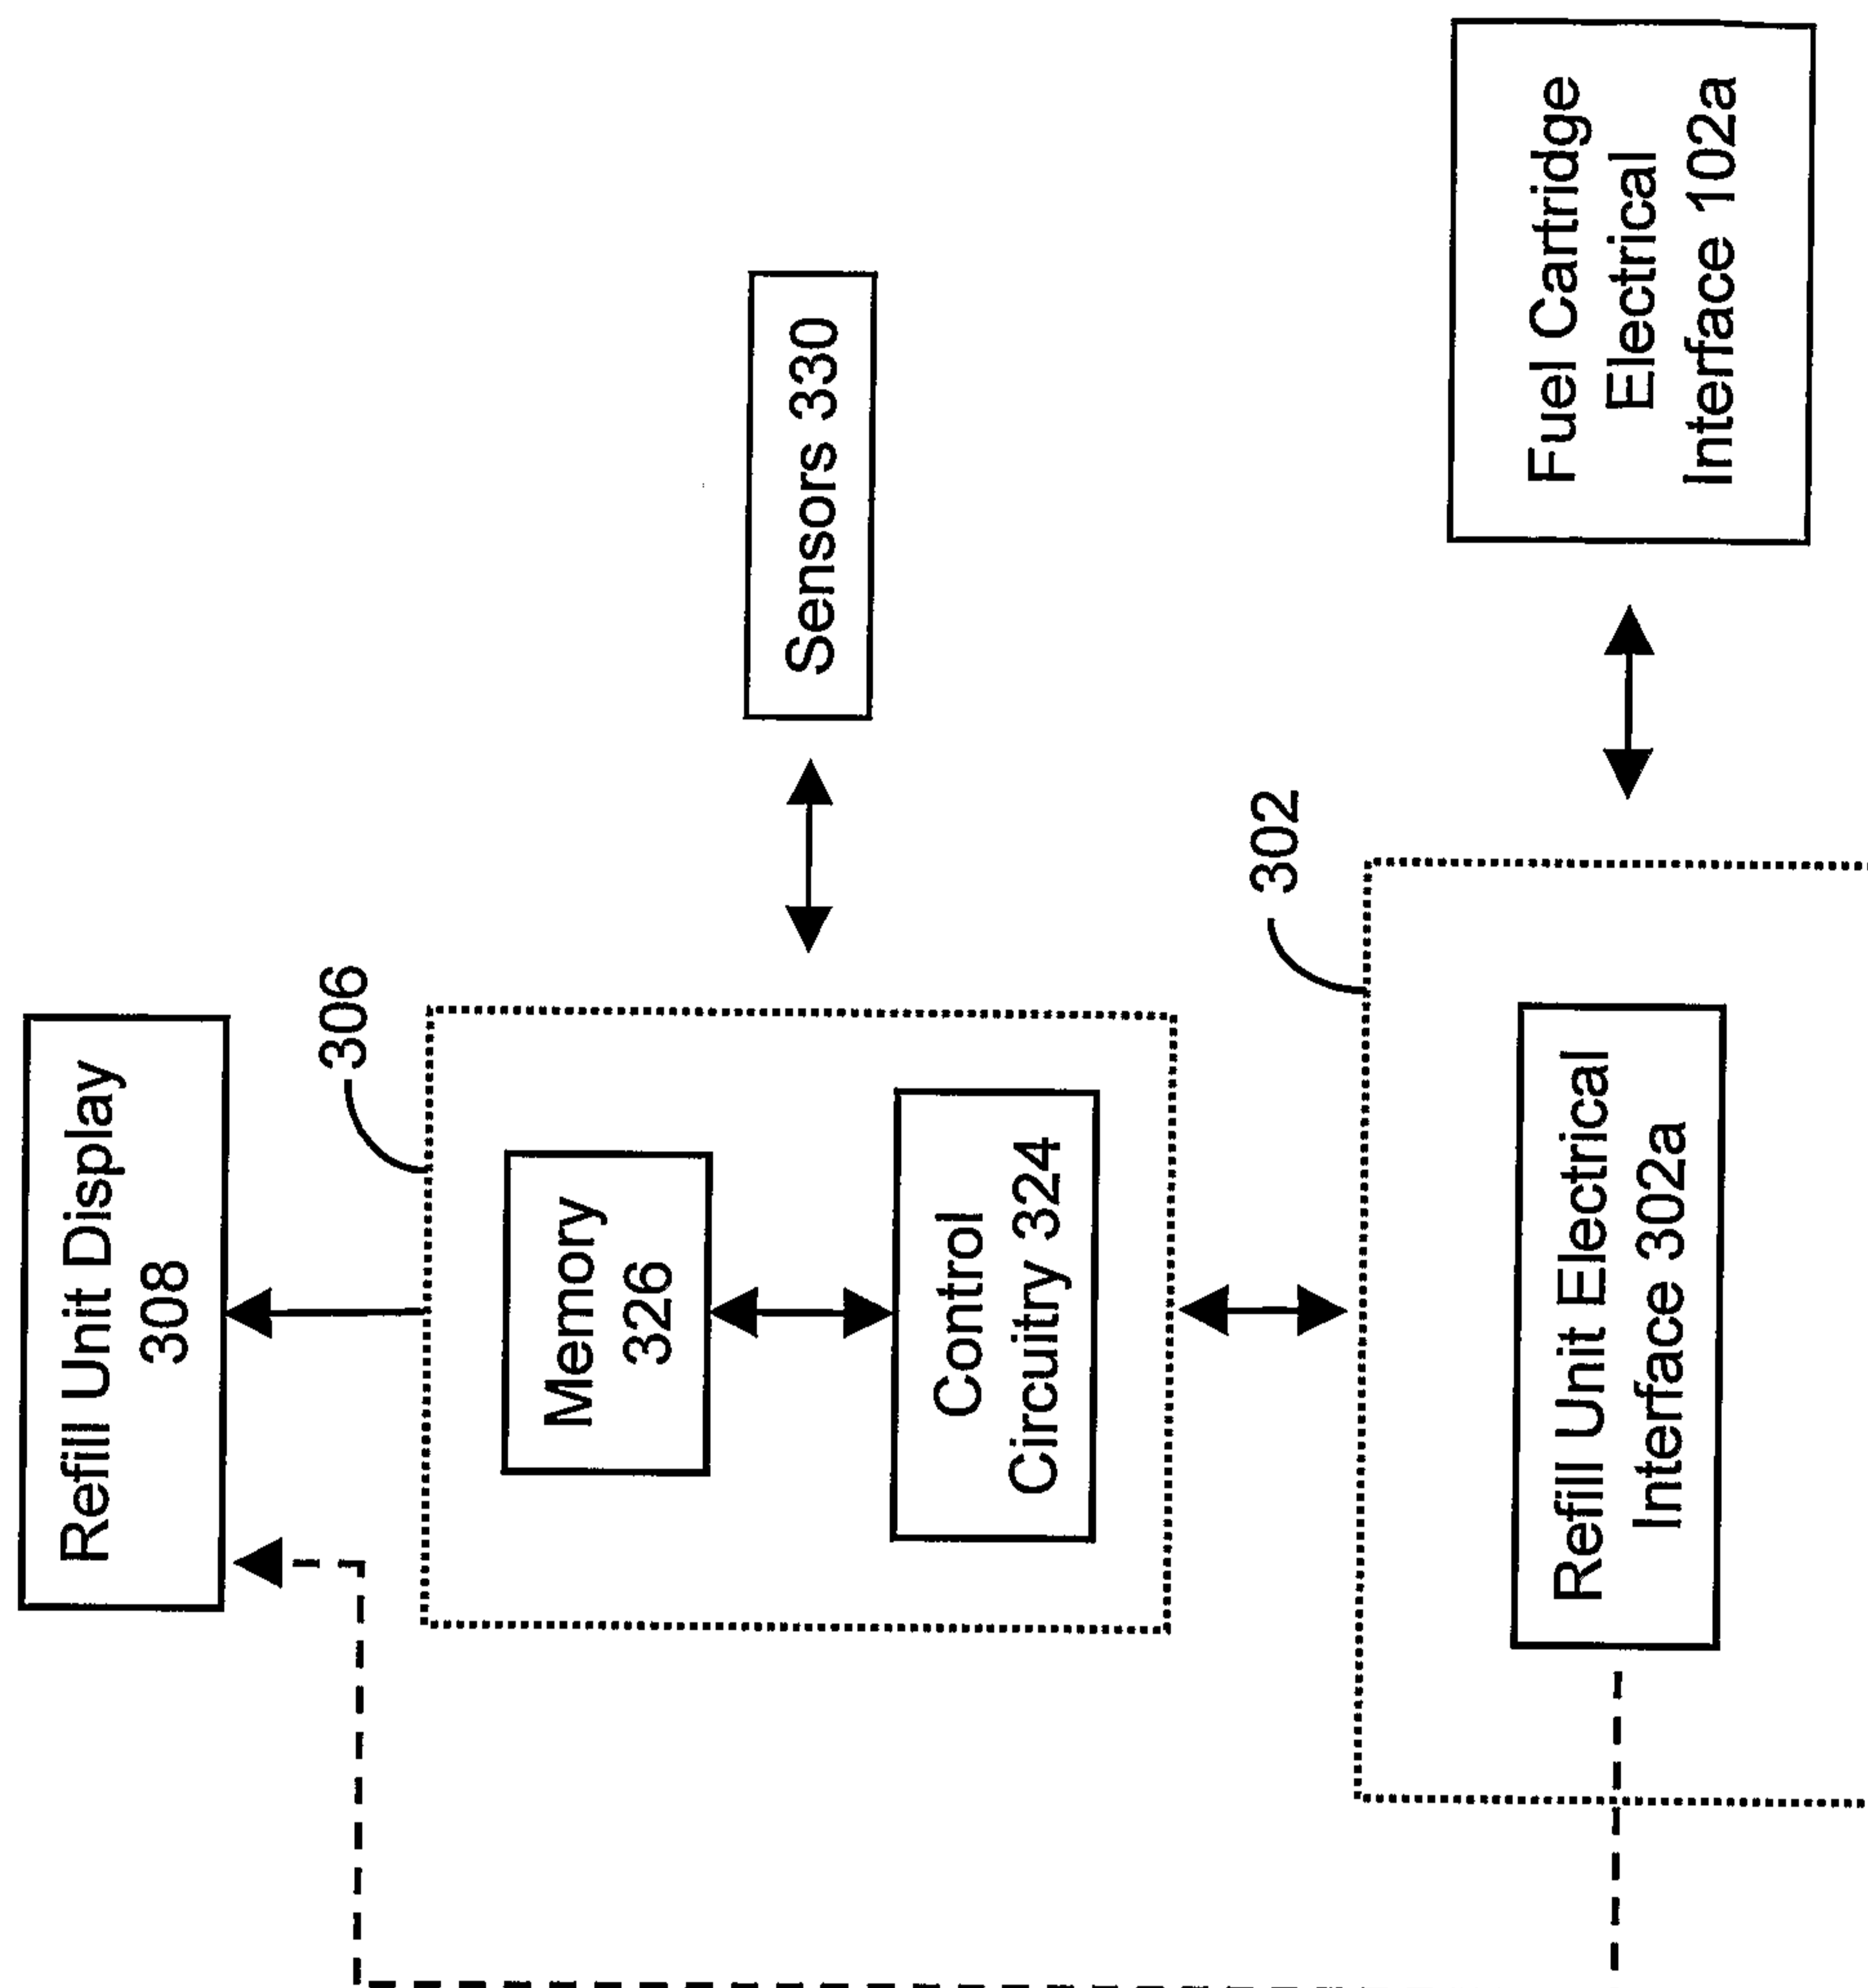 Refill Unit Display
308
306
Memory
326
Control
Circuitry 324
Sensors 330
302
Refill Unit Electrical
Interface 302a
Fuel Cartridge
Electrical
Interface 102a